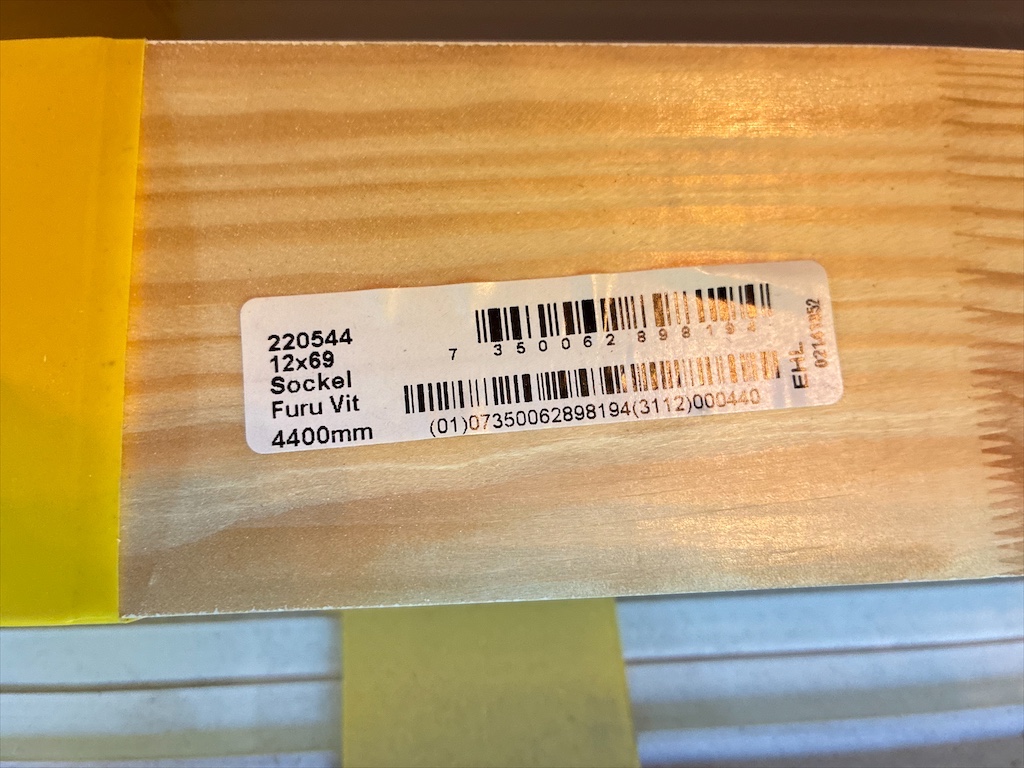 220544
12x69
Sockel
Furu Vit
4400mm
7 350062 898194
(01)07350062898194(3112)000440
EHL